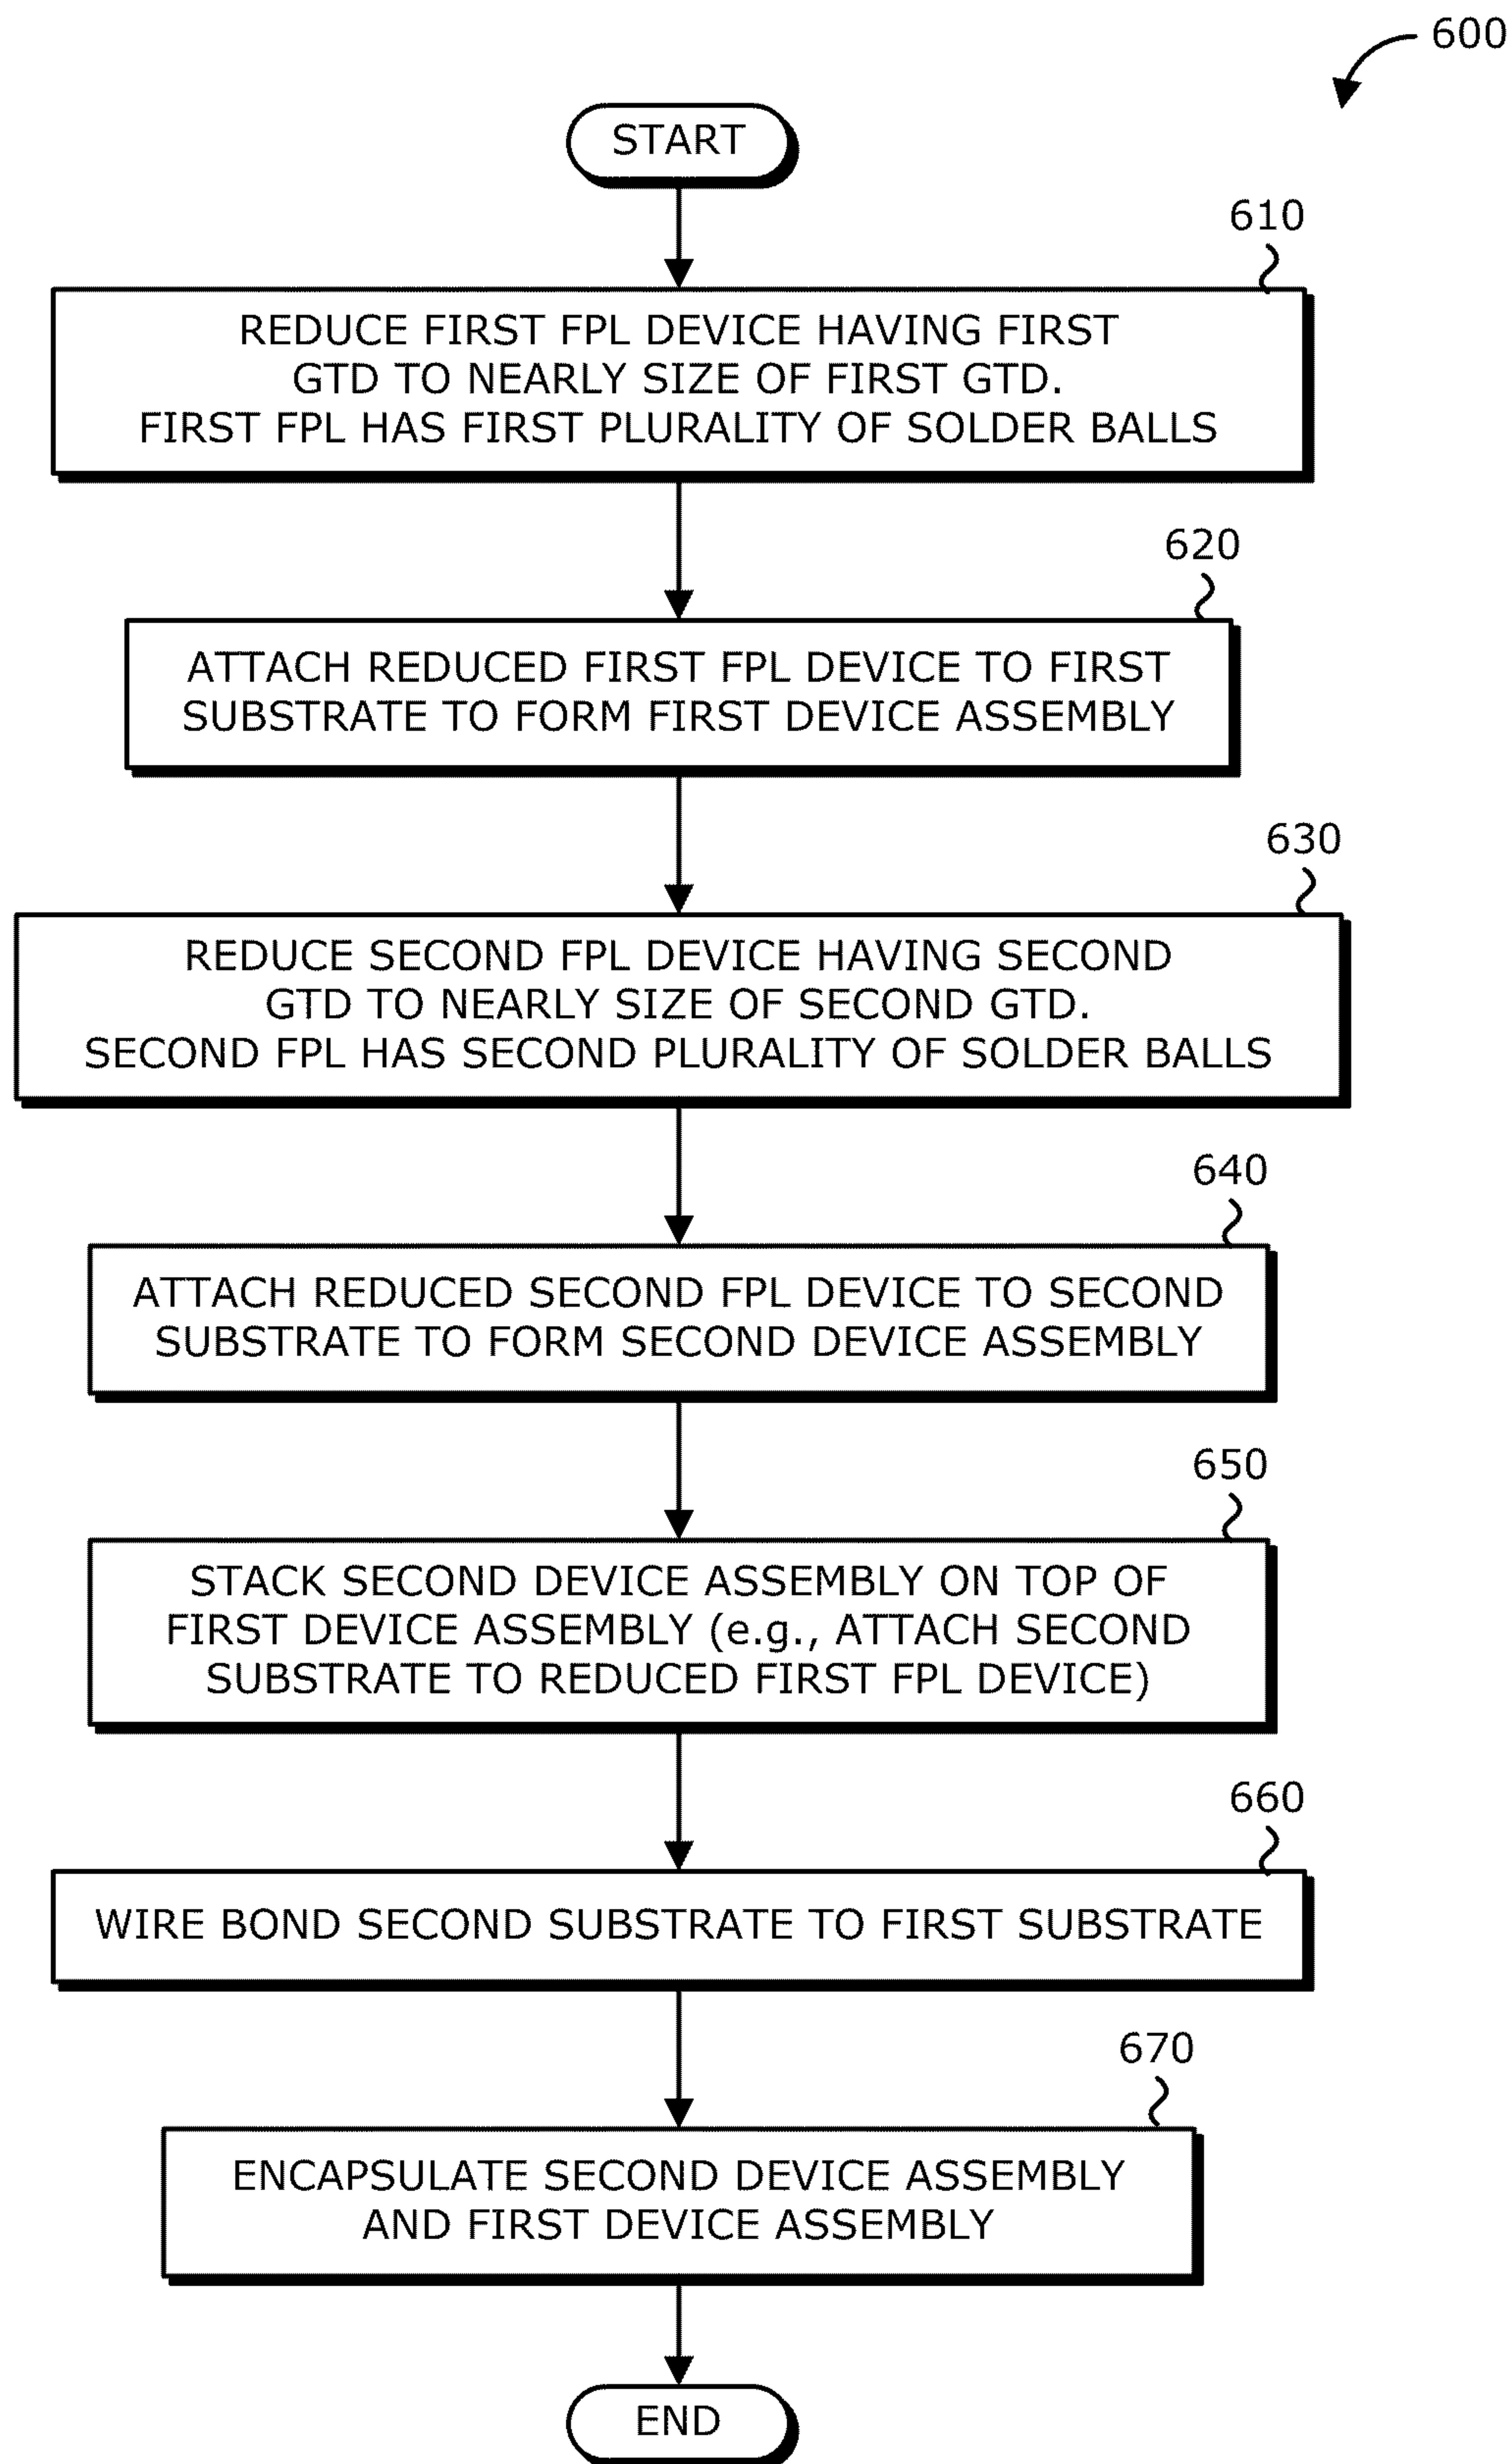 600
START
610
REDUCE FIRST FPL DEVICE HAVING FIRST
GTD TO NEARLY SIZE OF FIRST GTD.
FIRST FPL HAS FIRST PLURALITY OF SOLDER BALLS
620
ATTACH REDUCED FIRST FPL DEVICE TO FIRST
SUBSTRATE TO FORM FIRST DEVICE ASSEMBLY
630
REDUCE SECOND FPL DEVICE HAVING SECOND
GTD TO NEARLY SIZE OF SECOND GTD.
SECOND FPL HAS SECOND PLURALITY OF SOLDER BALLS
640
ATTACH REDUCED SECOND FPL DEVICE TO SECOND
SUBSTRATE TO FORM SECOND DEVICE ASSEMBLY
650
STACK SECOND DEVICE ASSEMBLY ON TOP OF
FIRST DEVICE ASSEMBLY (e.g., ATTACH SECOND
SUBSTRATE TO REDUCED FIRST FPL DEVICE)
660
WIRE BOND SECOND SUBSTRATE TO FIRST SUBSTRATE
670
ENCAPSULATE SECOND DEVICE ASSEMBLY
AND FIRST DEVICE ASSEMBLY
END